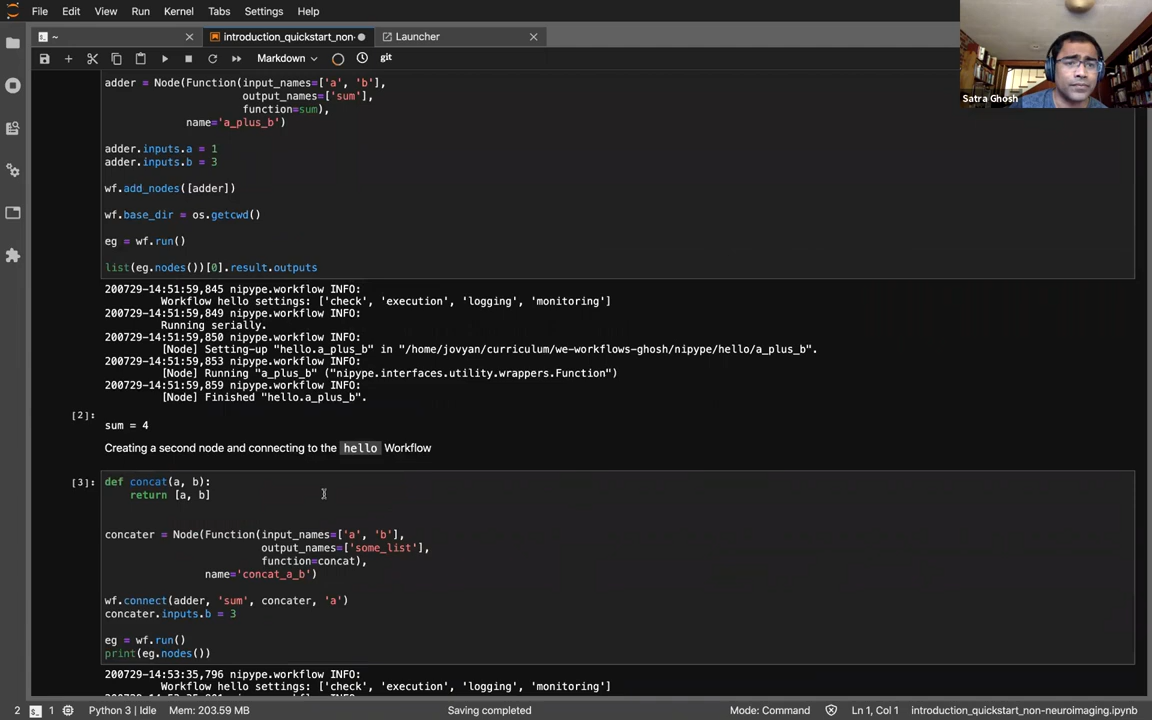 File Edit View Run Kernel Tabs Settings Help
~ introduction_quickstart_non- Launcher
Markdown git
Satra Ghosh
adder = Node(Function(input_names=['a', 'b'],
output_names=['sum'],
function=sum),
name='a_plus_b')
adder.inputs.a = 1
adder.inputs.b = 3
wf.add_nodes([adder])
wf.base_dir = os.getcwd()
eg = wf.run()
list(eg.nodes())[0].result.outputs
200729-14:51:59,845 nipype.workflow INFO:
Workflow hello settings: ['check', 'execution', 'logging', 'monitoring']
200729-14:51:59,849 nipype.workflow INFO:
Running serially.
200729-14:51:59,850 nipype.workflow INFO:
[Node] Setting-up "hello.a_plus_b" in "/home/jovyan/curriculum/we-workflows-ghosh/nipype/hello/a_plus_b".
200729-14:51:59,853 nipype.workflow INFO:
[Node] Running "a_plus_b" ("nipype.interfaces.utility.wrappers.Function")
200729-14:51:59,859 nipype.workflow INFO:
[Node] Finished "hello.a_plus_b".
[2]:
sum = 4
Creating a second node and connecting to the hello Workflow
[3]: def concat(a, b):
return [a, b]
concater = Node(Function(input_names=['a', 'b'],
output_names=['some_list'],
function=concat),
name='concat_a_b')
wf.connect(adder, 'sum', concater, 'a')
concater.inputs.b = 3
eg = wf.run()
print(eg.nodes())
200729-14:53:35,796 nipype.workflow INFO:
Workflow hello settings: ['check', 'execution', 'logging', 'monitoring']
2 1 Python 3 | Idle Mem: 203.59 MB Saving completed Mode: Command Ln 1, Col 1 introduction_quickstart_non-neuroimaging.ipynb